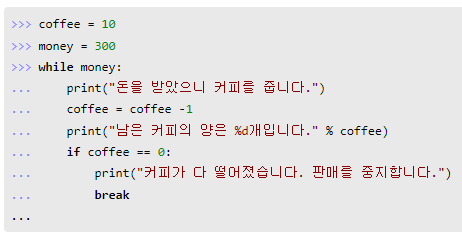 >>> coffee = 10
>>> money = 300
>>> while money:
...     print("돈을 받았으니 커피를 줍니다.")
...     coffee = coffee -1
...     print("남은 커피의 양은 %d개입니다." % coffee)
...     if coffee == 0:
...         print("커피가 다 떨어졌습니다. 판매를 중지합니다.")
...         break
...